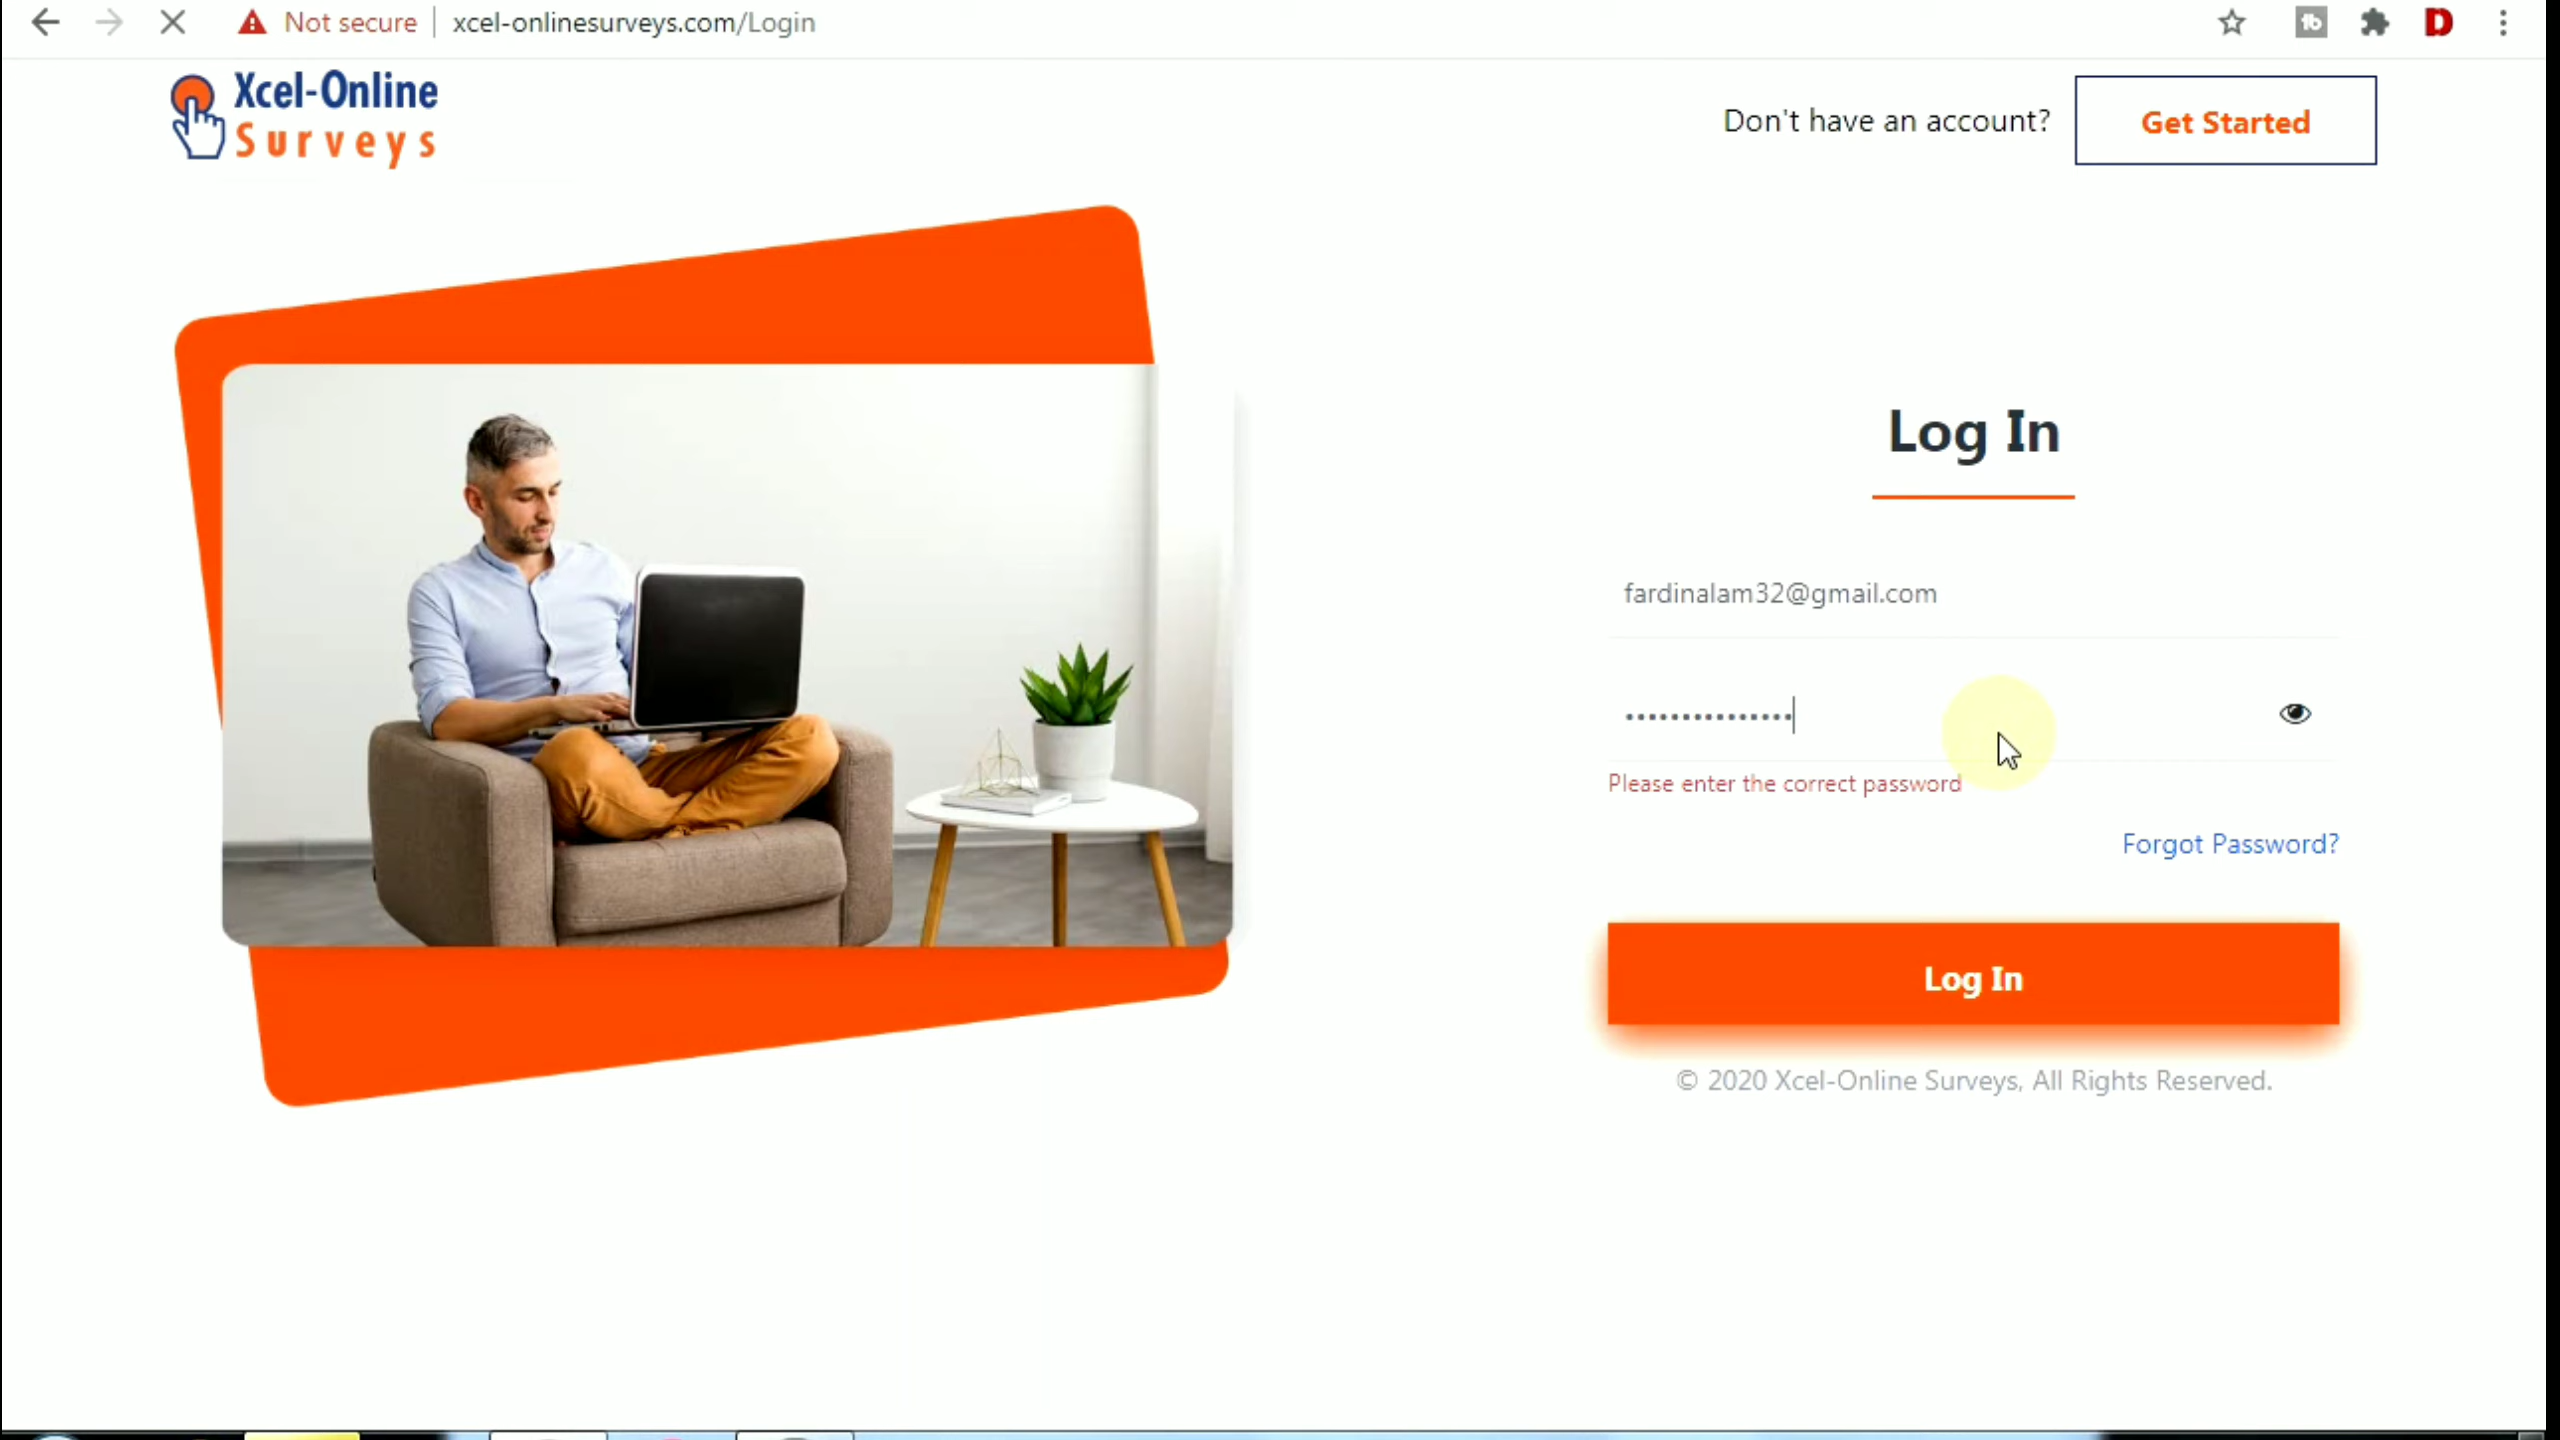 Not secure
xcel-onlinesurveys.com/Login
tb
D
Xcel-Online
Surveys
Don't have an account?
Get Started
Log In
fardinalam32@gmail.com
Please enter the correct password
Forgot Password?
Log In
© 2020 Xcel-Online Surveys, All Rights Reserved.